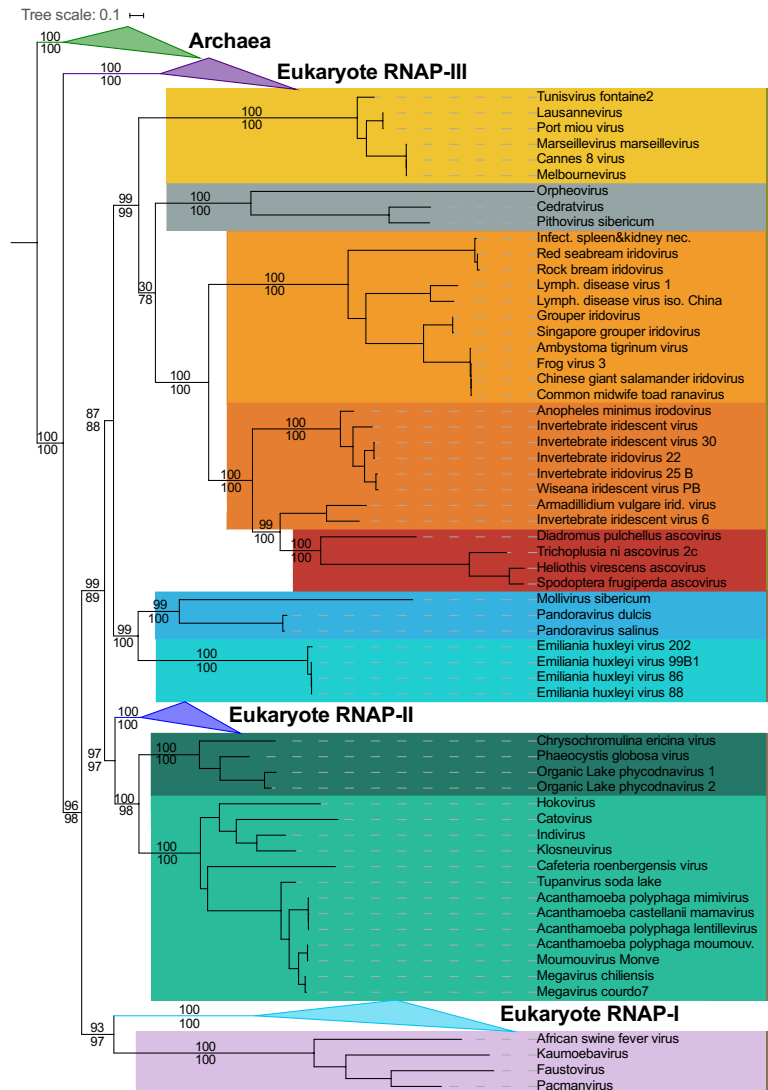 Tree scale: 0.1
100
100
Archaea
100
100
Eukaryote RNAP-III
Tunisvirus fontaine2
Lausannevirus
100
100
Port miou virus
Marseillevirus marseillevirus
Cannes 8 virus
Melbournevirus
99
99
Orpheovirus
100
100
Cedratvirus
Pithovirus sibericum
Infect. spleen&kidney nec.
Red seabream iridovirus
Rock bream iridovirus
30
78
100
100
Lymph. disease virus 1
Lymph. disease virus iso. China
Grouper iridovirus
Singapore grouper iridovirus
Ambystoma tigrinum virus
Frog virus 3
100
100
Chinese giant salamander iridovirus
Common midwife toad ranavirus
87
88
Anopheles minimus irodovirus
100
100
Invertebrate iridescent virus
100
100
Invertebrate iridescent virus 30
Invertebrate iridovirus 22
Invertebrate iridovirus 25 B
100
100
Wiseana iridescent virus PB
Armadillidium vulgare irid. virus
Invertebrate iridescent virus 6
99
100
Diadromus pulchellus ascovirus
Trichoplusia ni ascovirus 2c
Heliothis virescens ascovirus
Spodoptera frugiperda ascovirus
99
89
Mollivirus sibericum
99
100
Pandoravirus dulcis
Pandoravirus salinus
99
100
Emiliania huxleyi virus 202
100
100
Emiliania huxleyi virus 99B1
Emiliania huxleyi virus 86
Emiliania huxleyi virus 88
100
100
Eukaryote RNAP-II
97
97
Chrysochromulina ericina virus
100
100
Phaeocystis globosa virus
Organic Lake phycodnavirus 1
Organic Lake phycodnavirus 2
96
98
100
98
Hokovirus
Catovirus
Indivirus
100
100
Klosneuvirus
Cafeteria roenbergensis virus
Tupanvirus soda lake
Acanthamoeba polyphaga mimivirus
Acanthamoeba castellanii mamavirus
Acanthamoeba polyphaga lentillevirus
Acanthamoeba polyphaga moumouv.
Moumouvirus Monve
Megavirus chiliensis
Megavirus courdo7
100
100
Eukaryote RNAP-I
93
97
African swine fever virus
100
100
Kaumoebavirus
Faustovirus
Pacmanvirus